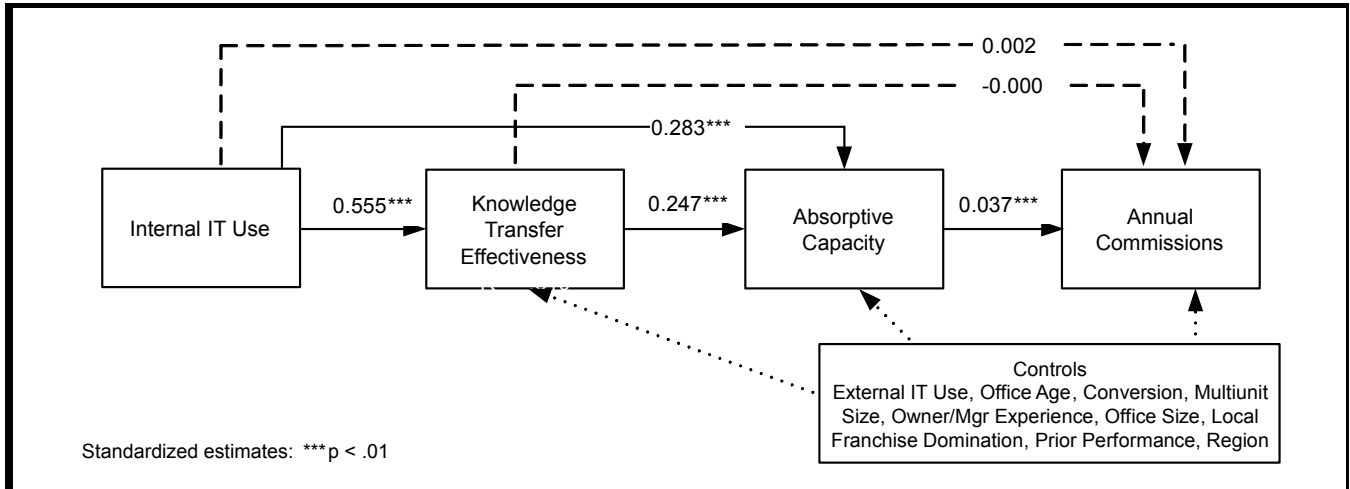 0.002
-0.000
0.283***
Internal IT Use
0.555***
Knowledge
Transfer
Effectiveness
0.247***
Absorptive
Capacity
0.037***
Annual
Commissions
Controls
External IT Use, Office Age, Conversion, Multiunit
Size, Owner/Mgr Experience, Office Size, Local
Franchise Domination, Prior Performance, Region
Standardized estimates: ***p < .01